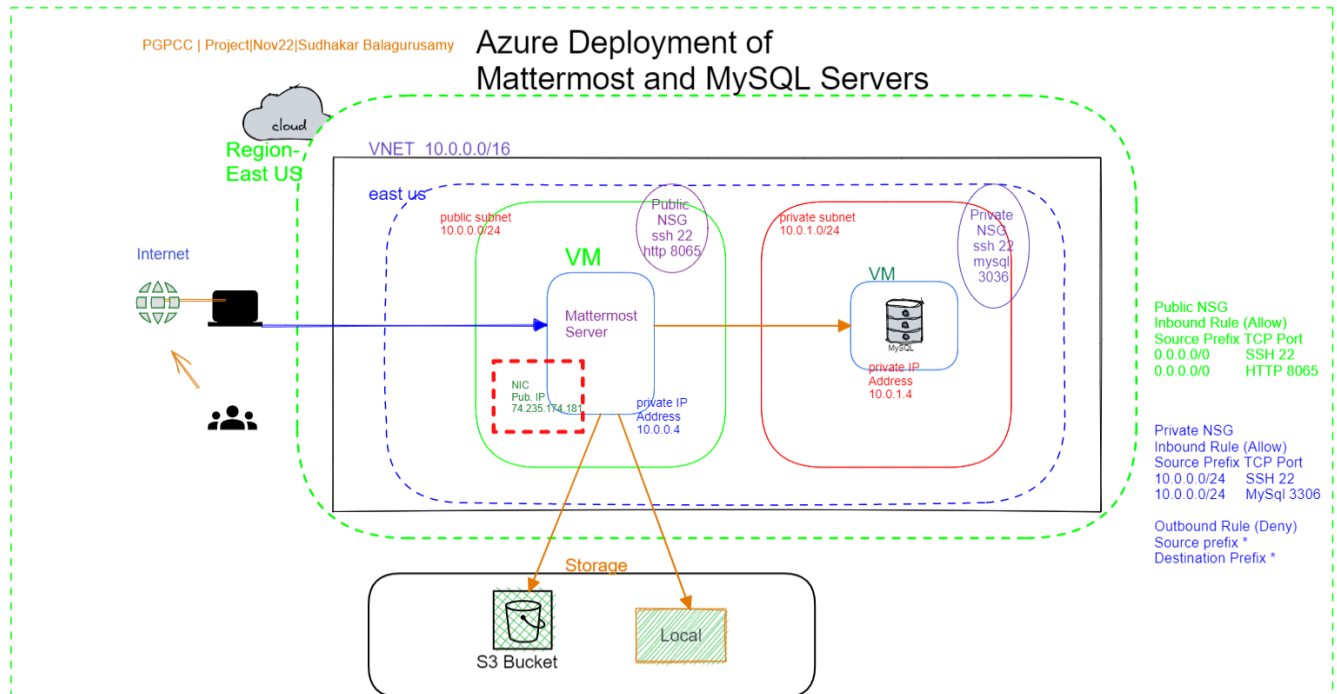 PGPCC | Project|Nov22|Sudhakar Balagurusamy
Azure Deployment of
Mattermost and MySQL Servers
cloud
Region-
East US
VNET 10.0.0.0/16
east us
public subnet
10.0.0.0/24
Public
NSG
ssh 22
http 8065
private subnet
10.0.1.0/24
Private
NSG
ssh 22
mysql
3036
Internet
VM
Mattermost
Server
NIC
Pub. IP
74.235.174.181
private IP
Address
10.0.0.4
VM
MySQL
private IP
Address
10.0.1.4
Public NSG
Inbound Rule (Allow)
Source Prefix TCP Port
0.0.0.0/0 SSH 22
0.0.0.0/0 HTTP 8065
Private NSG
Inbound Rule (Allow)
Source Prefix TCP Port
10.0.0.0/24 SSH 22
10.0.0.0/24 MySql 3306
Outbound Rule (Deny)
Source prefix *
Destination Prefix *
Storage
S3 Bucket
Local